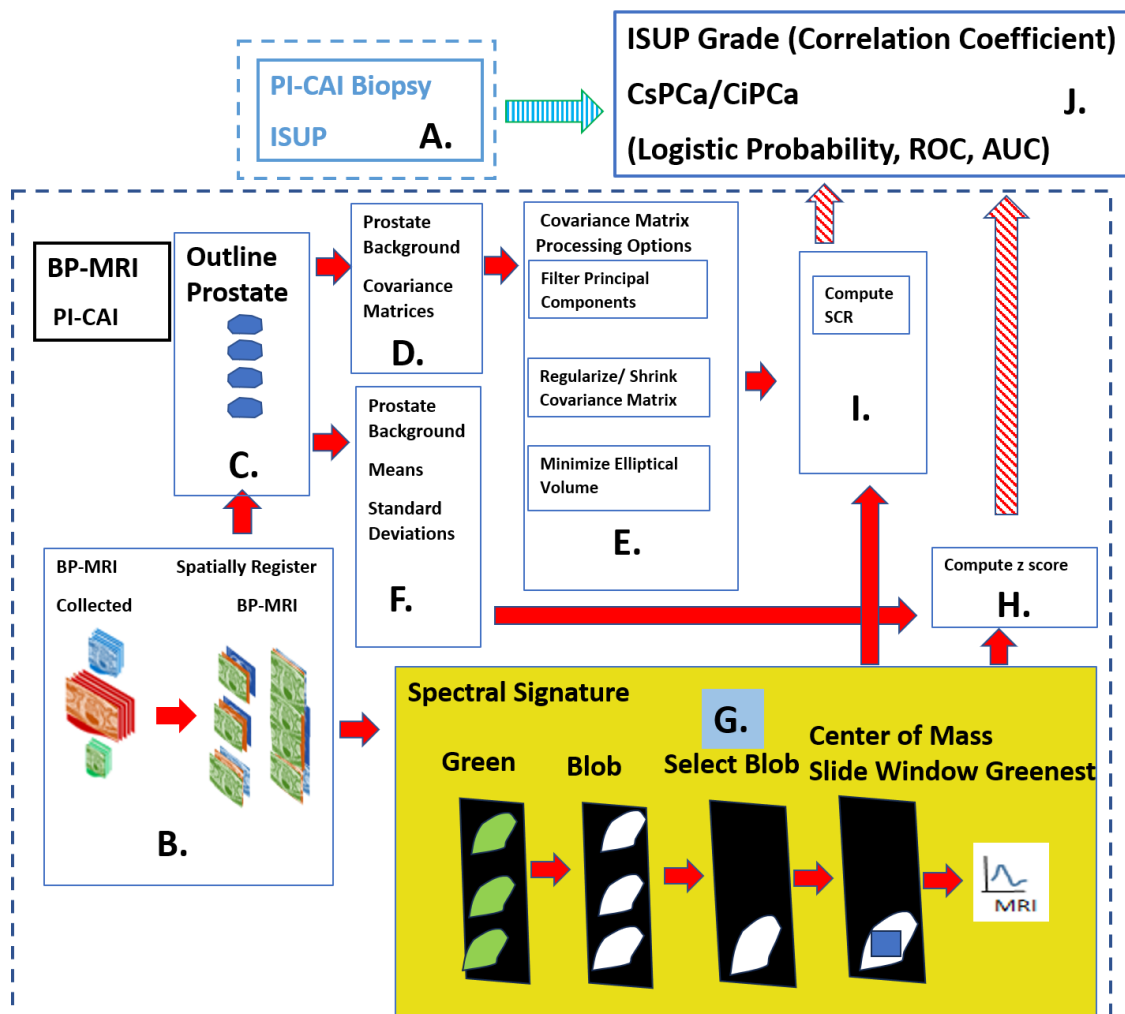 PI-CAI Biopsy
ISUP
A.
ISUP Grade (Correlation Coefficient)
CsPCa/CiPCa
J.
(Logistic Probability, ROC, AUC)
BP-MRI
PI-CAI
Outline
Prostate
C.
Prostate
Background
Covariance
Matrices
D.
Covariance Matrix
Processing Options
Filter Principal
Components
Regularize/ Shrink
Covariance Matrix
Minimize Elliptical
Volume
E.
Compute
SCR
I.
Prostate
Background
Means
Standard
Deviations
F.
BP-MRI
Collected
Spatially Register
BP-MRI
B.
Compute z score
H.
Spectral Signature
G.
Green
Blob
Select Blob
Center of Mass
Slide Window Greenest
MRI